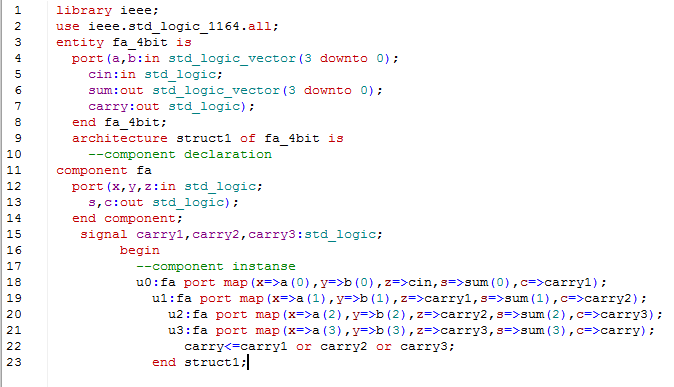 1 library ieee;
2 use ieee.std_logic_1164.all;
3 entity fa_4bit is
4 port(a,b:in std_logic_vector(3 downto 0);
5 cin:in std_logic;
6 sum:out std_logic_vector(3 downto 0);
7 carry:out std_logic);
8 end fa_4bit;
9 architecture struct1 of fa_4bit is
10 --component declaration
11 component fa
12 port(x,y,z:in std_logic;
13 s,c:out std_logic);
14 end component;
15 signal carry1,carry2,carry3:std_logic;
16 begin
17 --component instanse
18 u0:fa port map(x=>a(0),y=>b(0),z=>cin,s=>sum(0),c=>carry1);
19 u1:fa port map(x=>a(1),y=>b(1),z=>carry1,s=>sum(1),c=>carry2);
20 u2:fa port map(x=>a(2),y=>b(2),z=>carry2,s=>sum(2),c=>carry3);
21 u3:fa port map(x=>a(3),y=>b(3),z=>carry3,s=>sum(3),c=>carry);
22 carry<=carry1 or carry2 or carry3;
23 end struct1;